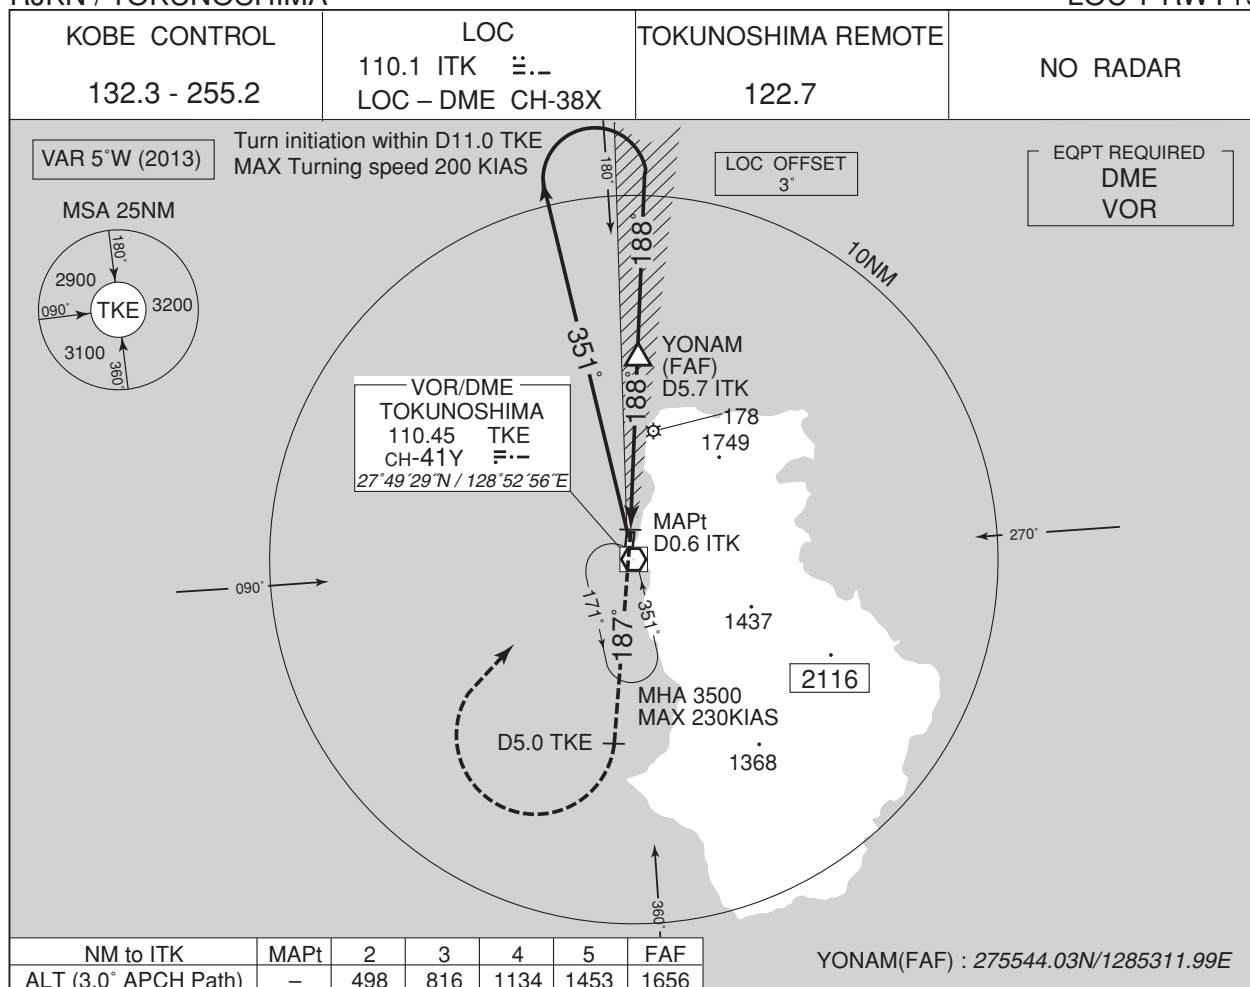 KOBE CONTROL
132.3 - 255.2
LOC
110.1 ITK
LOC – DME CH-38X
TOKUNOSHIMA REMOTE
122.7
NO RADAR
VAR 5°W (2013)
Turn initiation within D11.0 TKE
MAX Turning speed 200 KIAS
LOC OFFSET
3°
EQPT REQUIRED
DME
VOR
MSA 25NM
180°
2900
090°
TKE
3200
3100
360°
180°
188°
10NM
351°
YONAM
(FAF)
D5.7 ITK
188°
178
1749
VOR/DME
TOKUNOSHIMA
110.45 TKE
CH-41Y
27°49´29˝N / 128°52´56˝E
MAPt
D0.6 ITK
270°
090°
171°
187°
351°
1437
2116
MHA 3500
MAX 230KIAS
D5.0 TKE
1368
360°
NM to ITK MAPt 2 3 4 5 FAF
ALT (3.0° APCH Path) – 498 816 1134 1453 1656
YONAM(FAF) : 275544.03N/1285311.99E